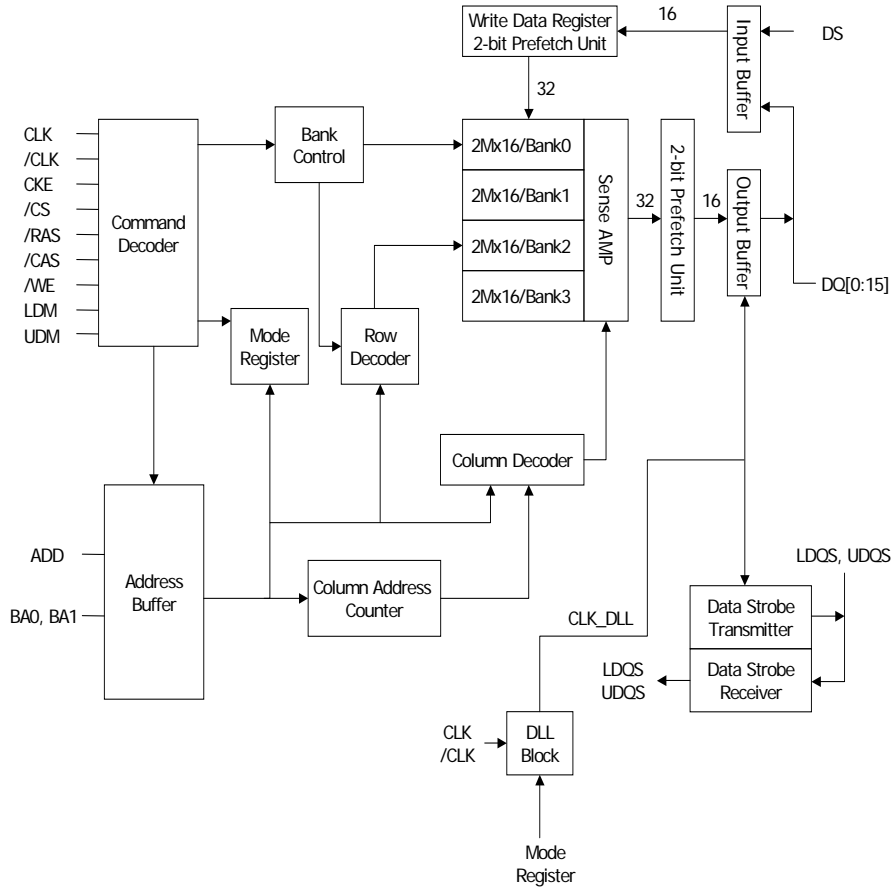 Write Data Register
2-bit Prefetch Unit
16
Input Buffer
DS
32
CLK
/CLK
CKE
/CS
/RAS
/CAS
/WE
LDM
UDM
Command
Decoder
Bank
Control
2Mx16/Bank0
2Mx16/Bank1
2Mx16/Bank2
2Mx16/Bank3
Sense AMP
32
2-bit Prefetch Unit
16
Output Buffer
DQ[0:15]
Mode
Register
Row
Decoder
Column Decoder
ADD
BA0, BA1
Address
Buffer
Column Address
Counter
LDQS, UDQS
CLK_DLL
Data Strobe
Transmitter
Data Strobe
Receiver
LDQS
UDQS
CLK
/CLK
DLL
Block
Mode
Register